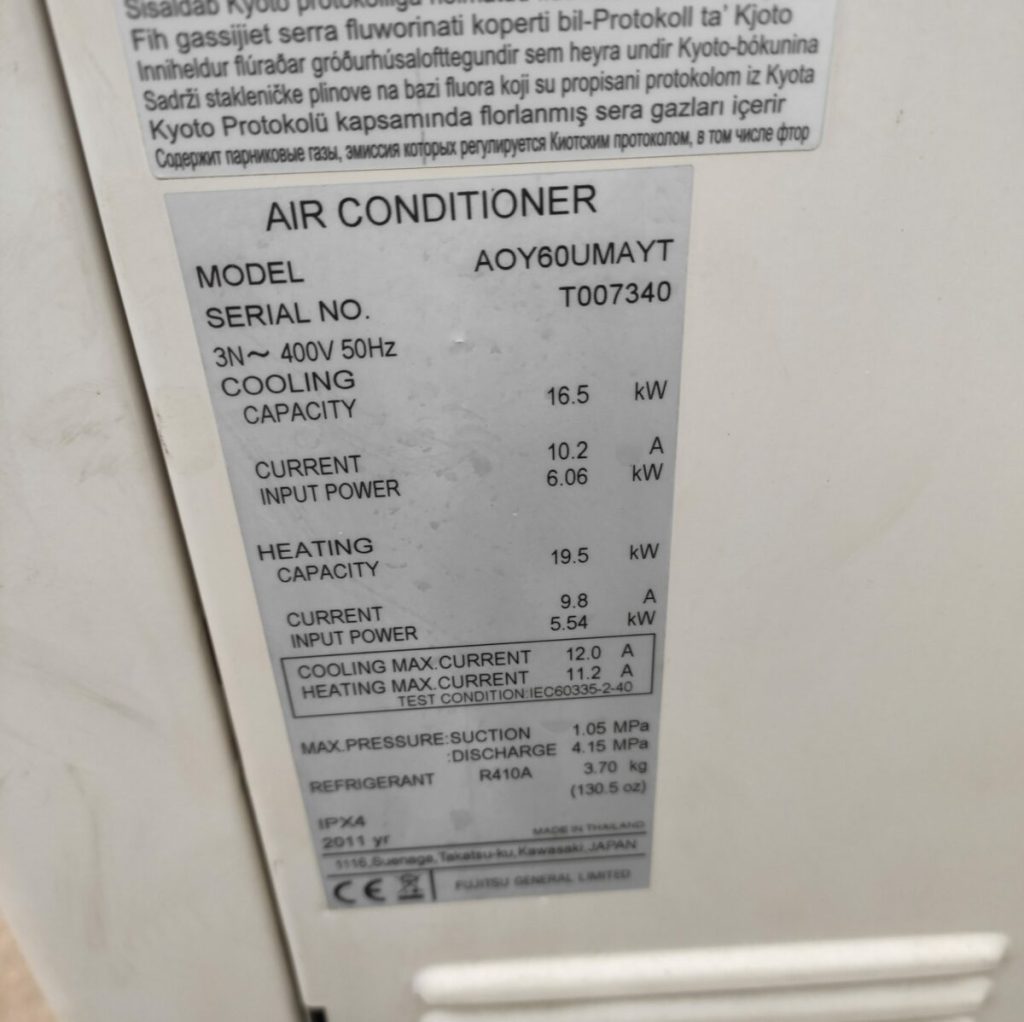 Sisaldab Kyoto protokolliga
Fih gassijiet serra fluworinati koperti bil-Protokoll ta' Kjoto
Inniheldur flúraðar gróðurhúsalofttegundir sem heyra undir Kyoto-bókunina
Sadrži stakleničke plinove na bazi fluora koji su propisani protokolom iz Kyota
Kyoto Protokolü kapsamında florlanmış sera gazları içerir
Содержит парниковые газы, эмиссия которых регулируется Киотским протоколом, в том числе фтор
AIR CONDITIONER
MODEL AOY60UMAYT
SERIAL NO. T007340
3N～ 400V 50Hz
COOLING
CAPACITY 16.5 kW
CURRENT 10.2 A
INPUT POWER 6.06 kW
HEATING
CAPACITY 19.5 kW
CURRENT 9.8 A
INPUT POWER 5.54 kW
COOLING MAX.CURRENT 12.0 A
HEATING MAX.CURRENT 11.2 A
TEST CONDITION:IEC60335-2-40
MAX.PRESSURE:SUCTION 1.05 MPa
:DISCHARGE 4.15 MPa
REFRIGERANT R410A 3.70 kg
(130.5 oz)
IPX4
2011 yr MADE IN THAILAND
1116,Suenaga,Takatsu-ku,Kawasaki,JAPAN
CE FUJITSU GENERAL LIMITED